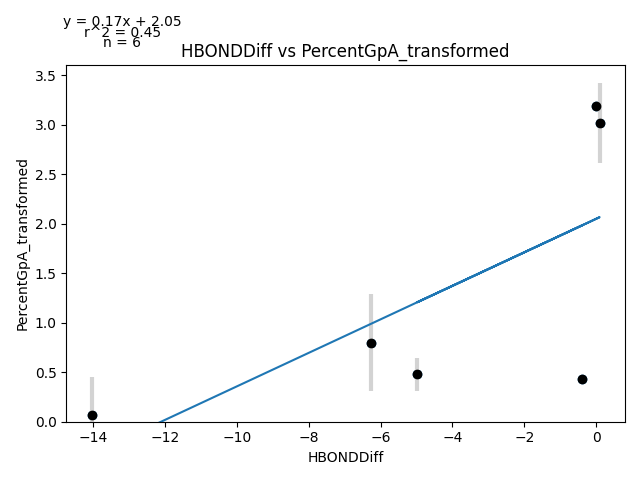 y = 0.17x + 2.05
r^2 = 0.45
n = 6
HBONDDiff vs PercentGpA_transformed
PercentGpA_transformed
3.5
3.0
2.5
2.0
1.5
1.0
0.5
0.0
−14 −12 −10 −8 −6 −4 −2 0
HBONDDiff